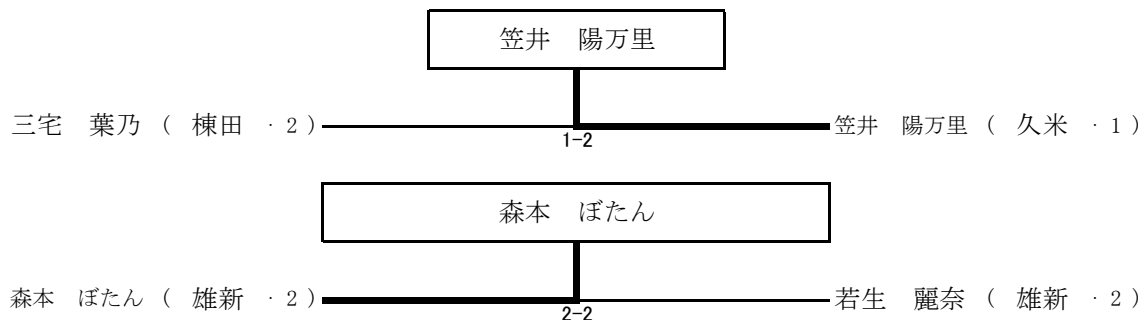 笠井　陽万里
三宅　葉乃 （ 棟田 ・2）　笠井　陽万里（ 久米 ・1）
1-2
森本　ぼたん
森本　ぼたん（ 雄新 ・2）　若生　麗奈（ 雄新 ・2）
2-2